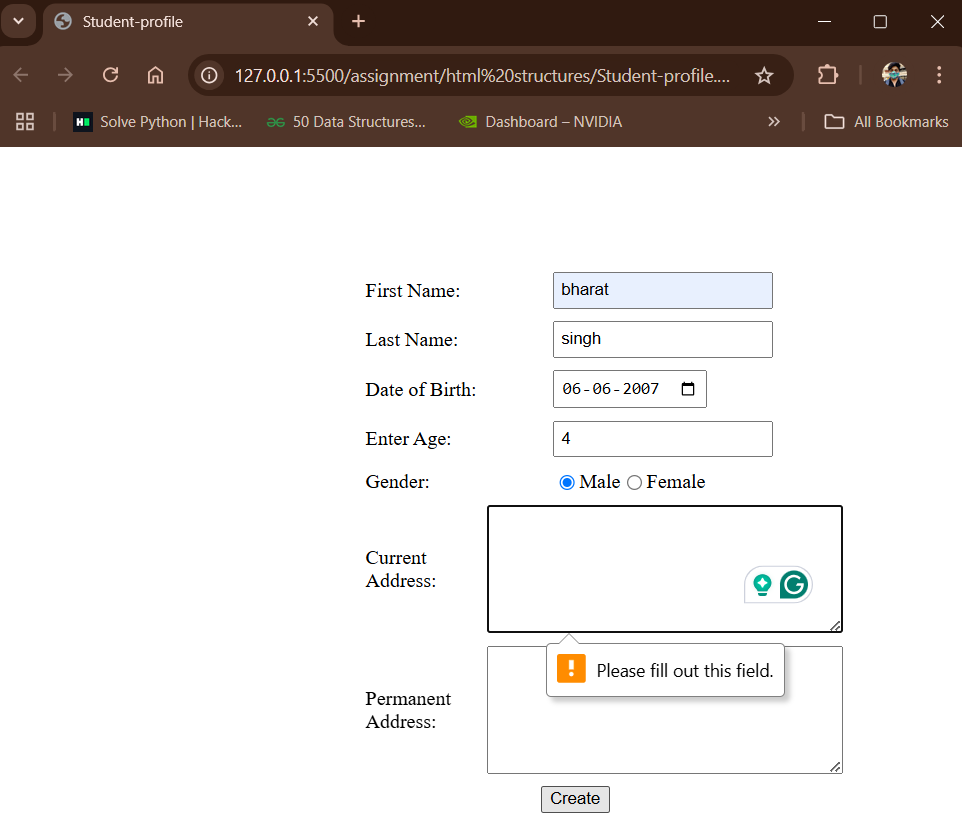 Student-profile
127.0.0.1:5500/assignment/html%20structures/Student-profile....
Solve Python | Hack... 50 Data Structures... Dashboard – NVIDIA All Bookmarks
First Name: bharat
Last Name: singh
Date of Birth: 06-06-2007
Enter Age: 4
Gender: Male Female
Current
Address:
Please fill out this field.
Permanent
Address:
Create